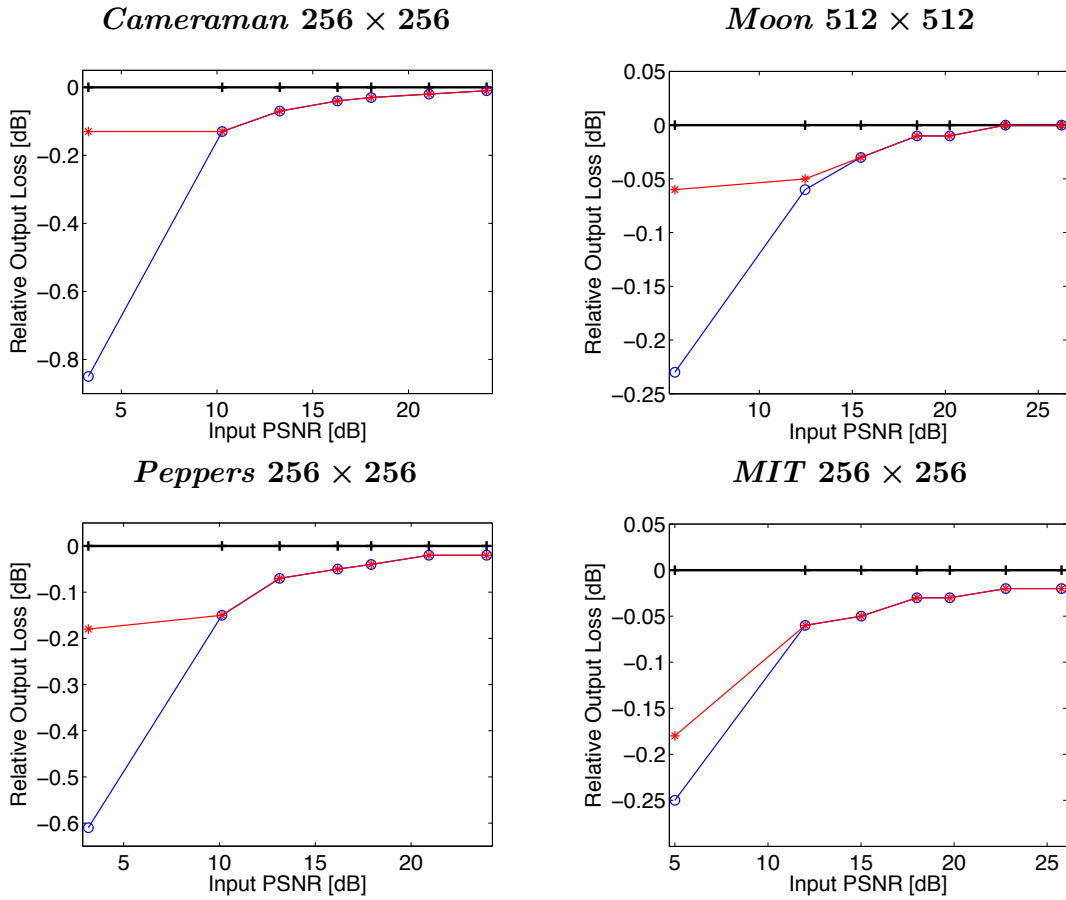 Cameraman 256 × 256
0
−0.2
−0.4
−0.6
−0.8
Relative Output Loss [dB]
5 10 15 20
Input PSNR [dB]
Moon 512 × 512
0.05
0
−0.05
−0.1
−0.15
−0.2
−0.25
Relative Output Loss [dB]
10 15 20 25
Input PSNR [dB]
Peppers 256 × 256
0
−0.1
−0.2
−0.3
−0.4
−0.5
−0.6
Relative Output Loss [dB]
5 10 15 20
Input PSNR [dB]
MIT 256 × 256
0.05
0
−0.05
−0.1
−0.15
−0.2
−0.25
Relative Output Loss [dB]
5 10 15 20 25
Input PSNR [dB]